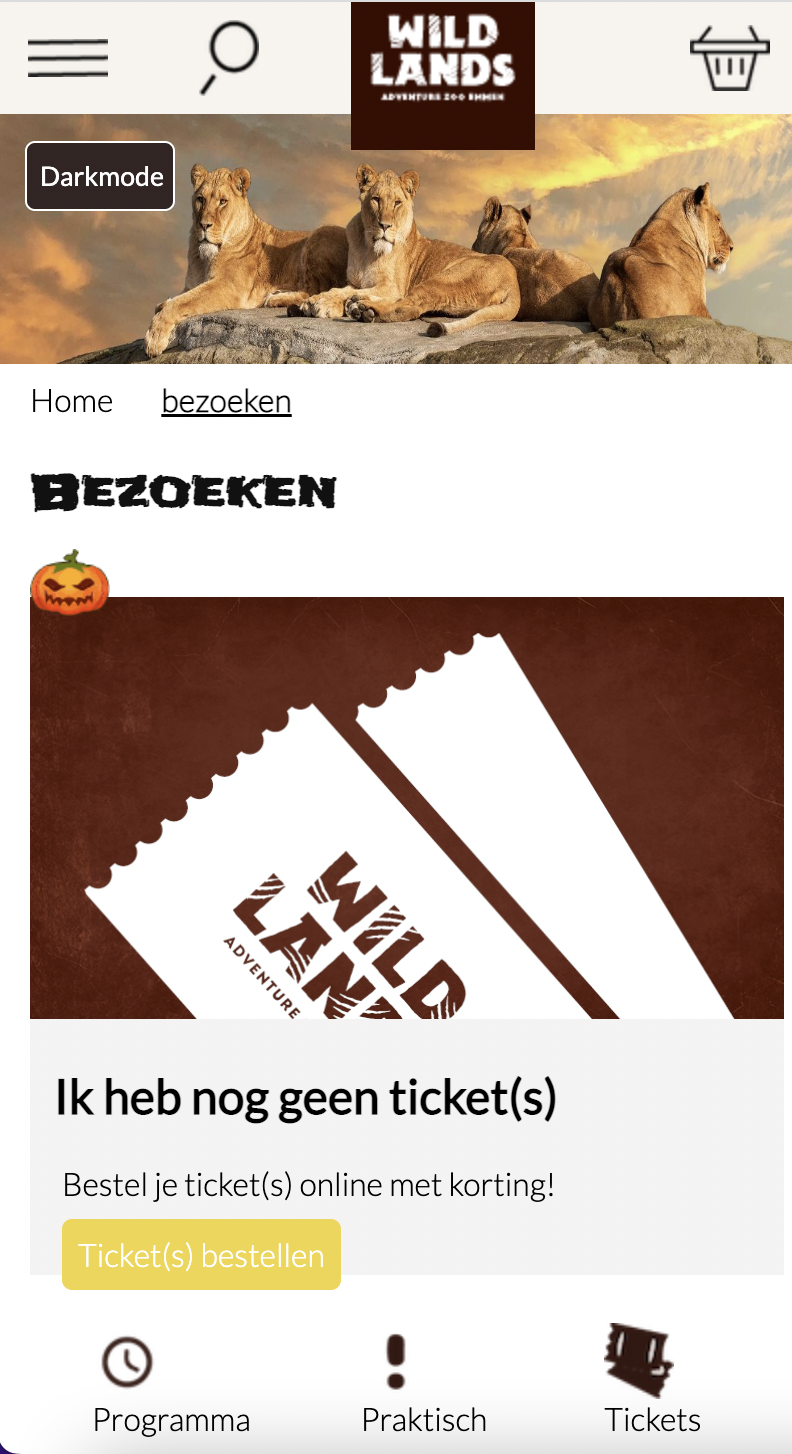 WILD
LANDS
ADVENTURE ZOO EMMEN
Darkmode
Home bezoeken
Bezoeken
WILD
LAN
ADVENTURE
Ik heb nog geen ticket(s)
Bestel je ticket(s) online met korting!
Ticket(s) bestellen
Programma Praktisch Tickets